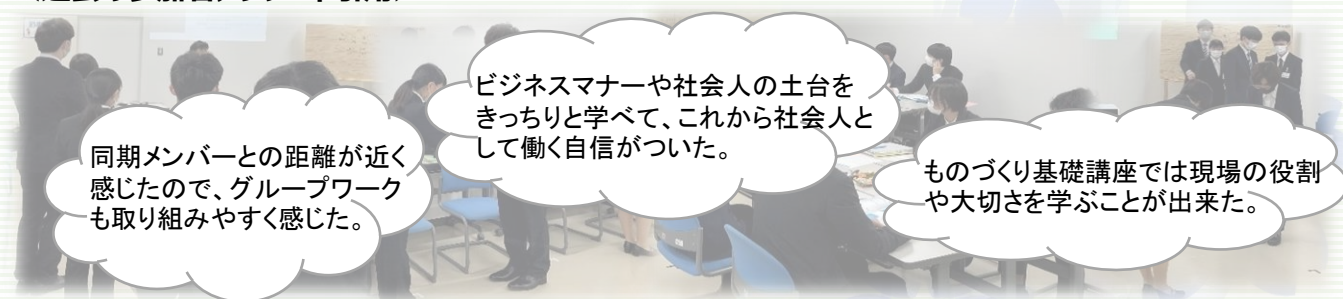 同期メンバーとの距離が近く
感じたので、グループワーク
も取り組みやすく感じた。
ビジネスマナーや社会人の土台を
きっちりと学べて、これから社会人と
して働く自信がついた。
ものづくり基礎講座では現場の役割
や大切さを学ぶことが出来た。